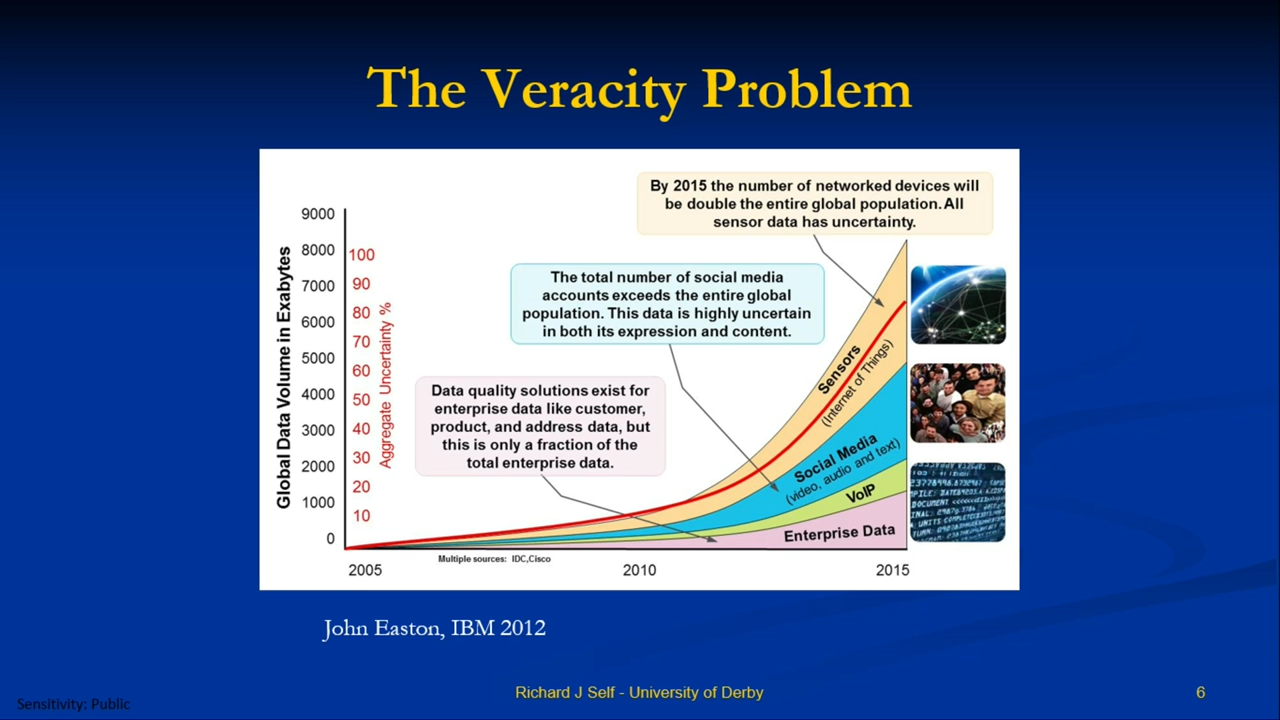 The Veracity Problem
By 2015 the number of networked devices will
be double the entire global population. All
sensor data has uncertainty.
The total number of social media
accounts exceeds the entire global
population. This data is highly uncertain
in both its expression and content.
Data quality solutions exist for
enterprise data like customer,
product, and address data, but
this is only a fraction of the
total enterprise data.
Global Data Volume in Exabytes
9000
8000
7000
6000
5000
4000
3000
2000
1000
0
Aggregate Uncertainty %
100
90
80
70
60
50
40
30
20
10
Sensors
(Internet of Things)
Social Media
(video, audio and text)
VoIP
Enterprise Data
Multiple sources: IDC,Cisco
2005
2010
2015
John Easton, IBM 2012
Richard J Self - University of Derby
6
Sensitivity: Public